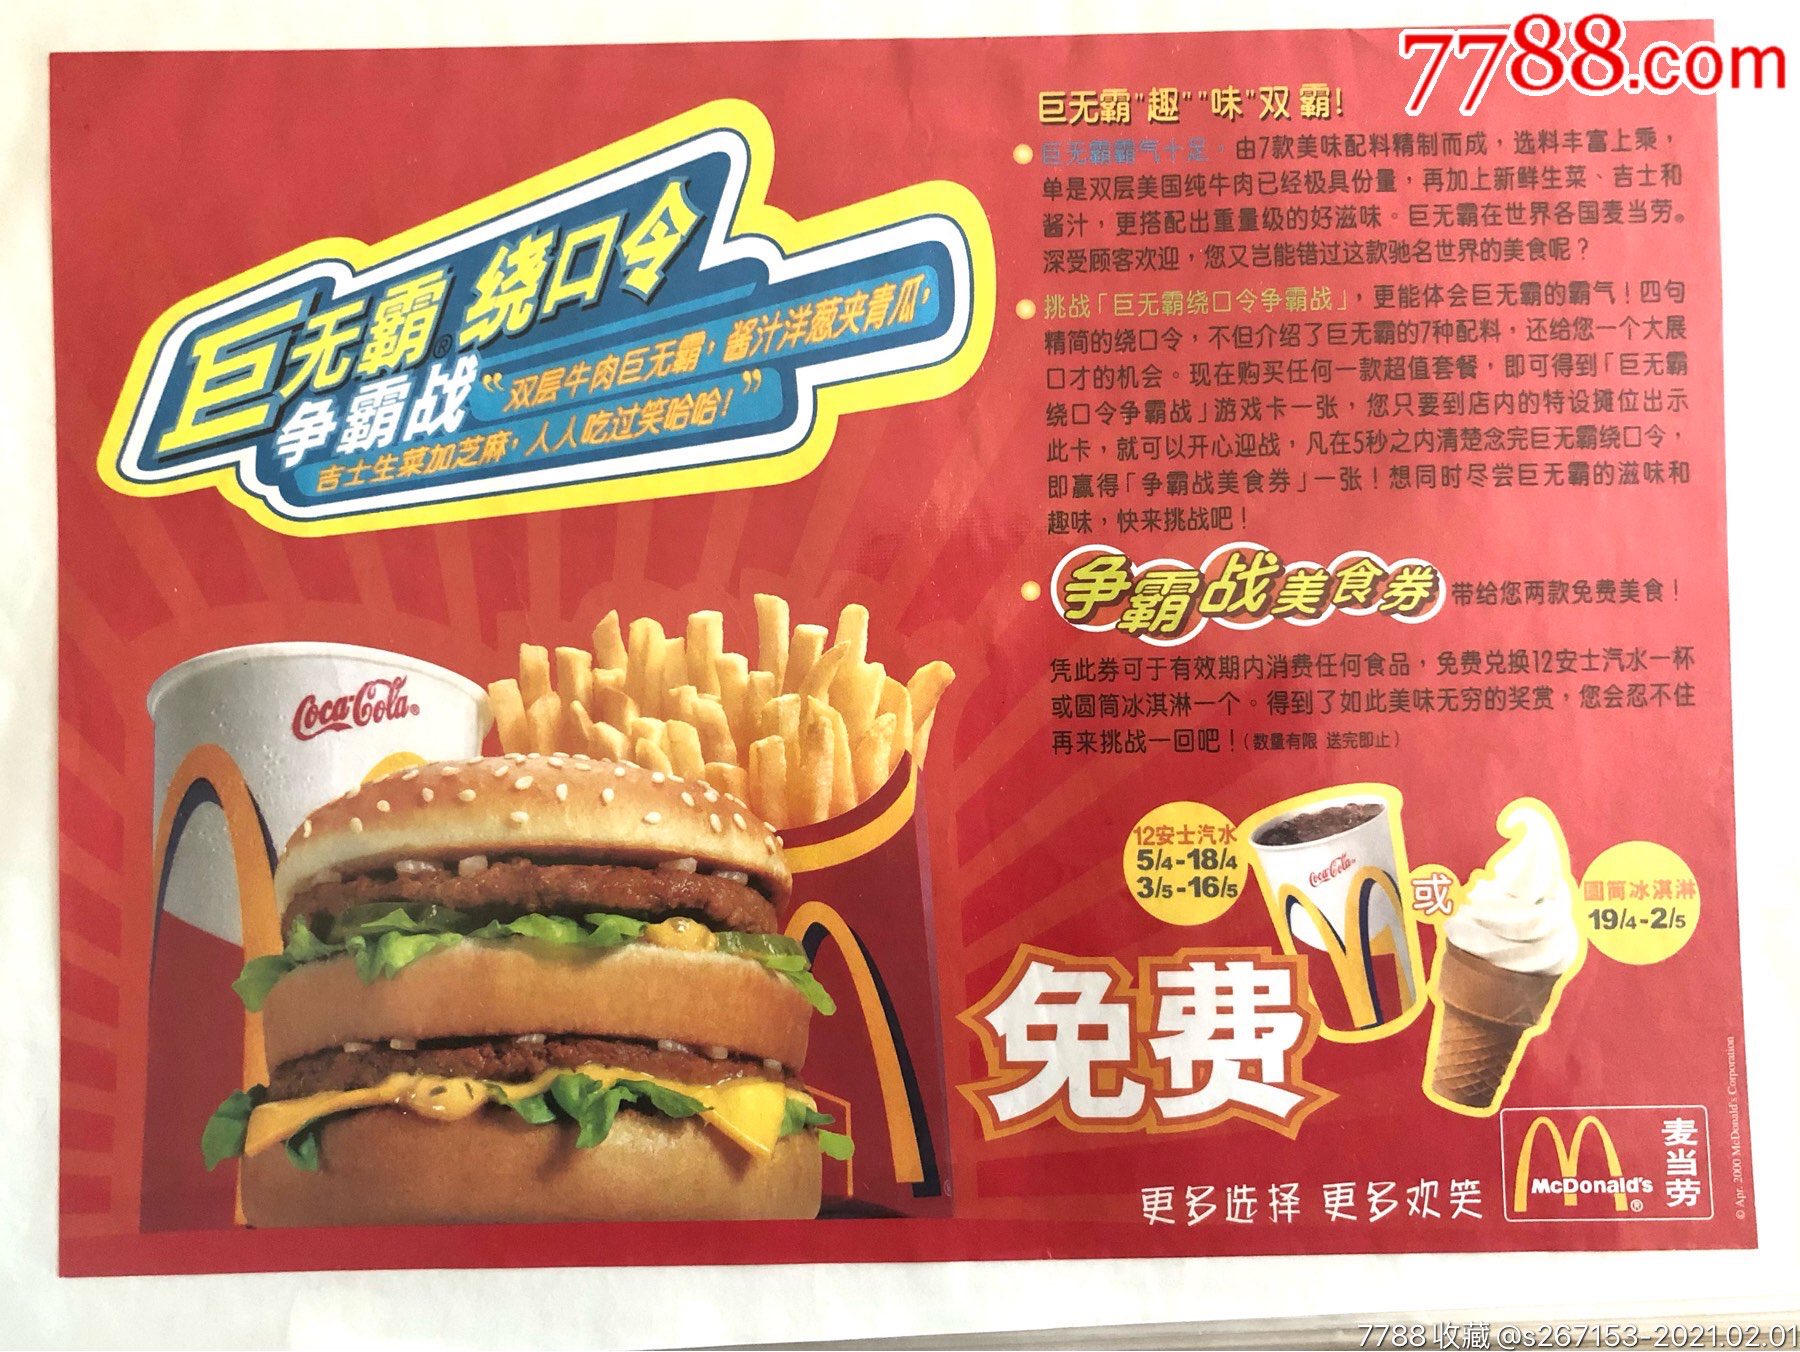 7788.com
巨无霸®绕口令
争霸战
“双层牛肉巨无霸，酱汁洋葱夹青瓜，
吉士生菜加芝麻，人人吃过笑哈哈！”
Coca-Cola®
巨无霸"趣""味"双霸！
巨无霸霸气十足，由7款美味配料精制而成，选料丰富上乘，
单是双层美国纯牛肉已经极具份量，再加上新鲜生菜、吉士和
酱汁，更搭配出重量级的好滋味。巨无霸在世界各国麦当劳。
深受顾客欢迎，您又岂能错过这款驰名世界的美食呢？
挑战「巨无霸绕口令争霸战」，更能体会巨无霸的霸气！四句
精简的绕口令，不但介绍了巨无霸的7种配料，还给您一个大展
口才的机会。现在购买任何一款超值套餐，即可得到「巨无霸
绕口令争霸战」游戏卡一张，您只要到店内的特设摊位出示
此卡，就可以开心迎战，凡在5秒之内清楚念完巨无霸绕口令，
即赢得「争霸战美食券」一张！想同时尽尝巨无霸的滋味和
趣味，快来挑战吧！
争霸战美食券 带给您两款免费美食！
凭此券可于有效期内消费任何食品，免费兑换12安士汽水一杯
或圆筒冰淇淋一个。得到了如此美味无穷的奖赏，您会忍不住
再来挑战一回吧！（数量有限 送完即止）
12安士汽水
5/4-18/4
3/5-16/5
Coca-Cola
或
圆筒冰淇淋
19/4-2/5
免费
更多选择 更多欢笑
McDonald's®
麦当劳
© Apr. 2000 McDonald's Corporation
7788收藏@s267153-2021.02.01